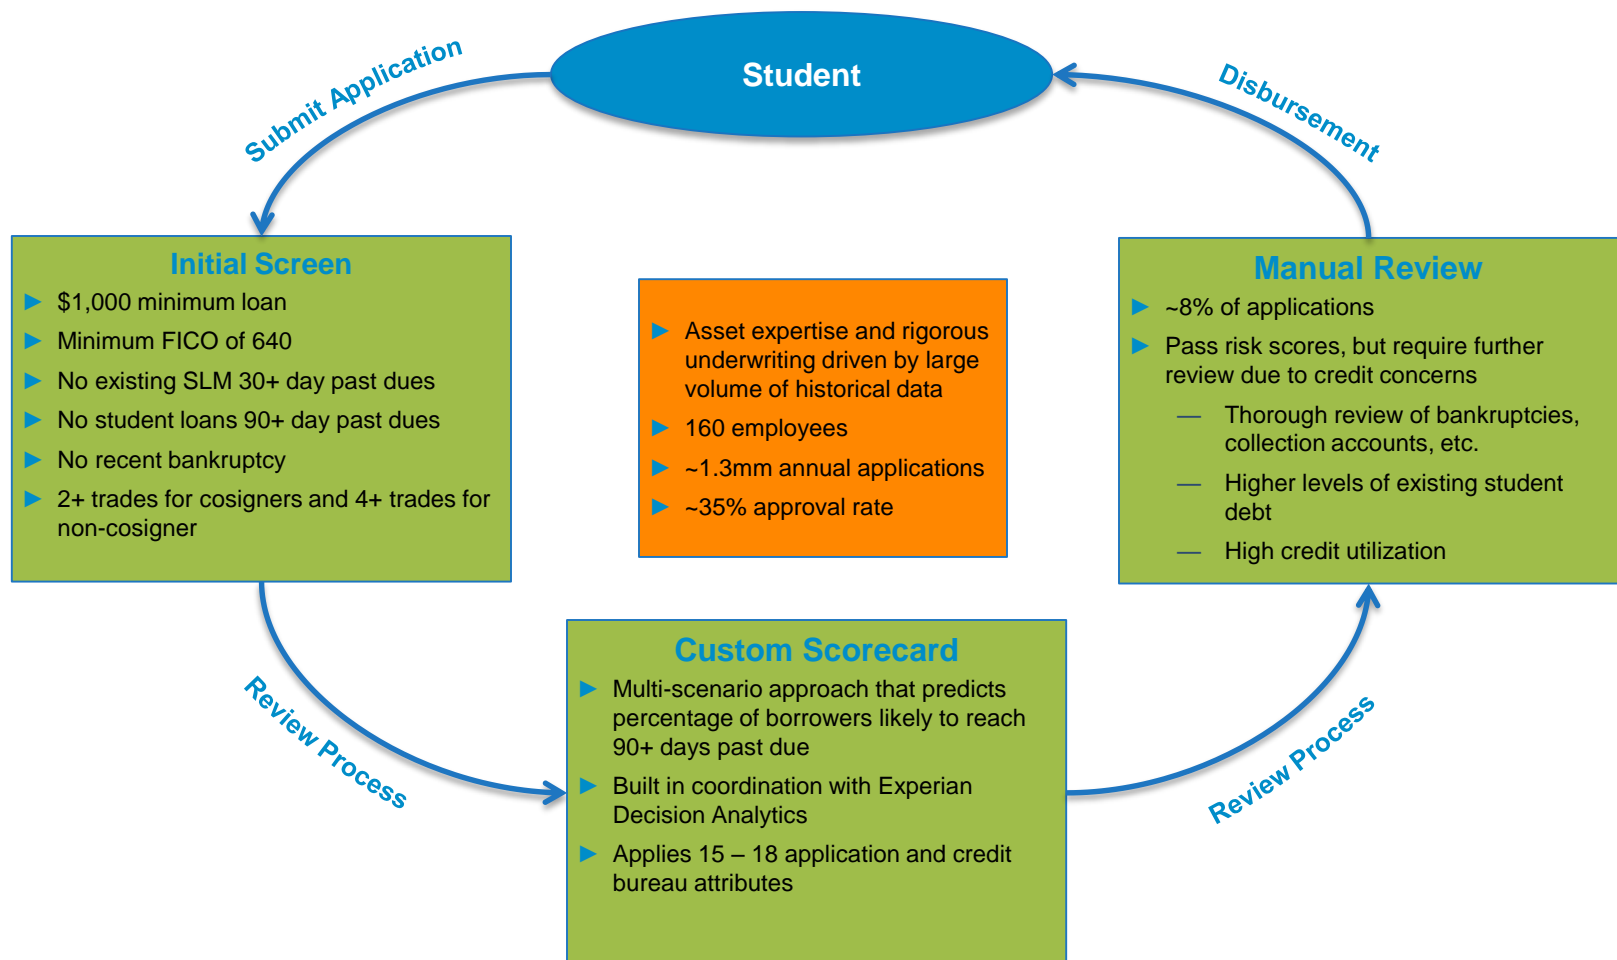 Student
Submit Application
Disbursement
Initial Screen
► $1,000 minimum loan
► Minimum FICO of 640
► No existing SLM 30+ day past dues
► No student loans 90+ day past dues
► No recent bankruptcy
► 2+ trades for cosigners and 4+ trades for
non-cosigner
► Asset expertise and rigorous
underwriting driven by large
volume of historical data
► 160 employees
► ~1.3mm annual applications
► ~35% approval rate
Manual Review
► ~8% of applications
► Pass risk scores, but require further
review due to credit concerns
— Thorough review of bankruptcies,
collection accounts, etc.
— Higher levels of existing student
debt
— High credit utilization
Review Process
Custom Scorecard
► Multi-scenario approach that predicts
percentage of borrowers likely to reach
90+ days past due
► Built in coordination with Experian
Decision Analytics
► Applies 15 – 18 application and credit
bureau attributes
Review Process